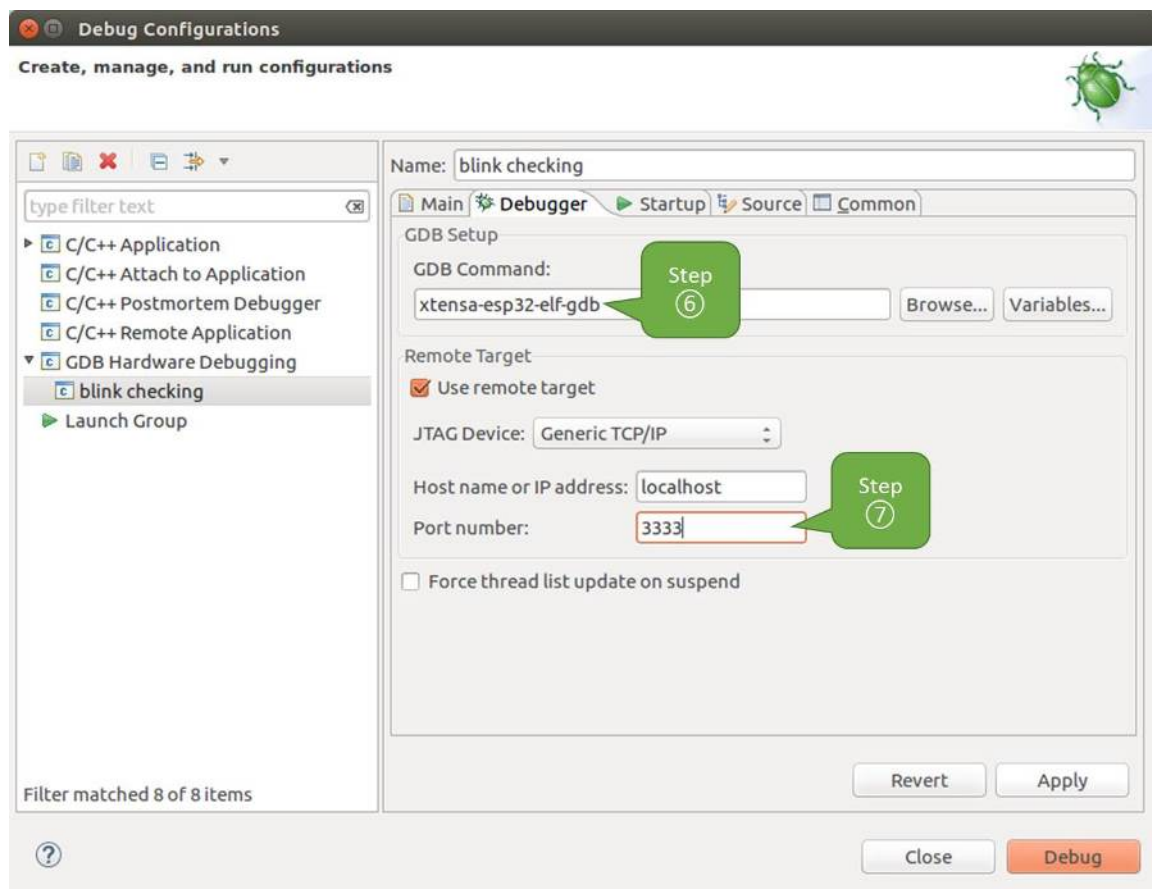 Debug Configurations
Create, manage, and run configurations
type filter text
C/C++ Application
C/C++ Attach to Application
C/C++ Postmortem Debugger
C/C++ Remote Application
GDB Hardware Debugging
blink checking
Launch Group
Filter matched 8 of 8 items
Name: blink checking
Main Debugger Startup Source Common
GDB Setup
GDB Command:
xtensa-esp32-elf-gdb Browse... Variables...
Step
⑥
Remote Target
Use remote target
JTAG Device: Generic TCP/IP
Host name or IP address: localhost
Port number: 3333
Step
⑦
Force thread list update on suspend
Revert Apply
Close Debug